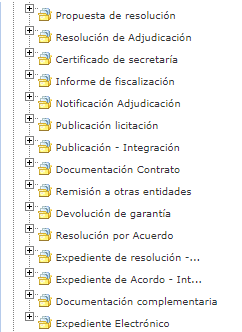 Propuesta de resolución
Resolución de Adjudicación
Certificado de secretaría
Informe de fiscalización
Notificación Adjudicación
Publicación licitación
Publicación - Integración
Documentación Contrato
Remisión a otras entidades
Devolución de garantía
Resolución por Acuerdo
Expediente de resolución -...
Expediente de Acordo - Int...
Documentación complementaria
Expediente Electrónico